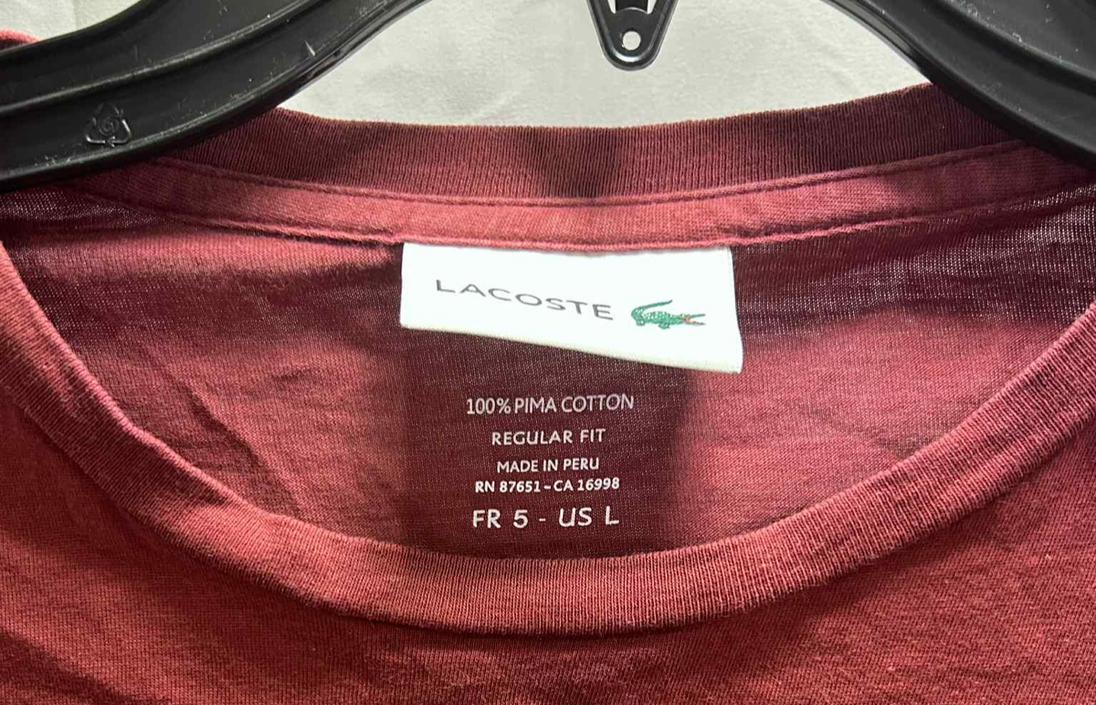 LACOSTE
100% PIMA COTTON
REGULAR FIT
MADE IN PERU
RN 87651 - CA 16998
FR 5 - US L